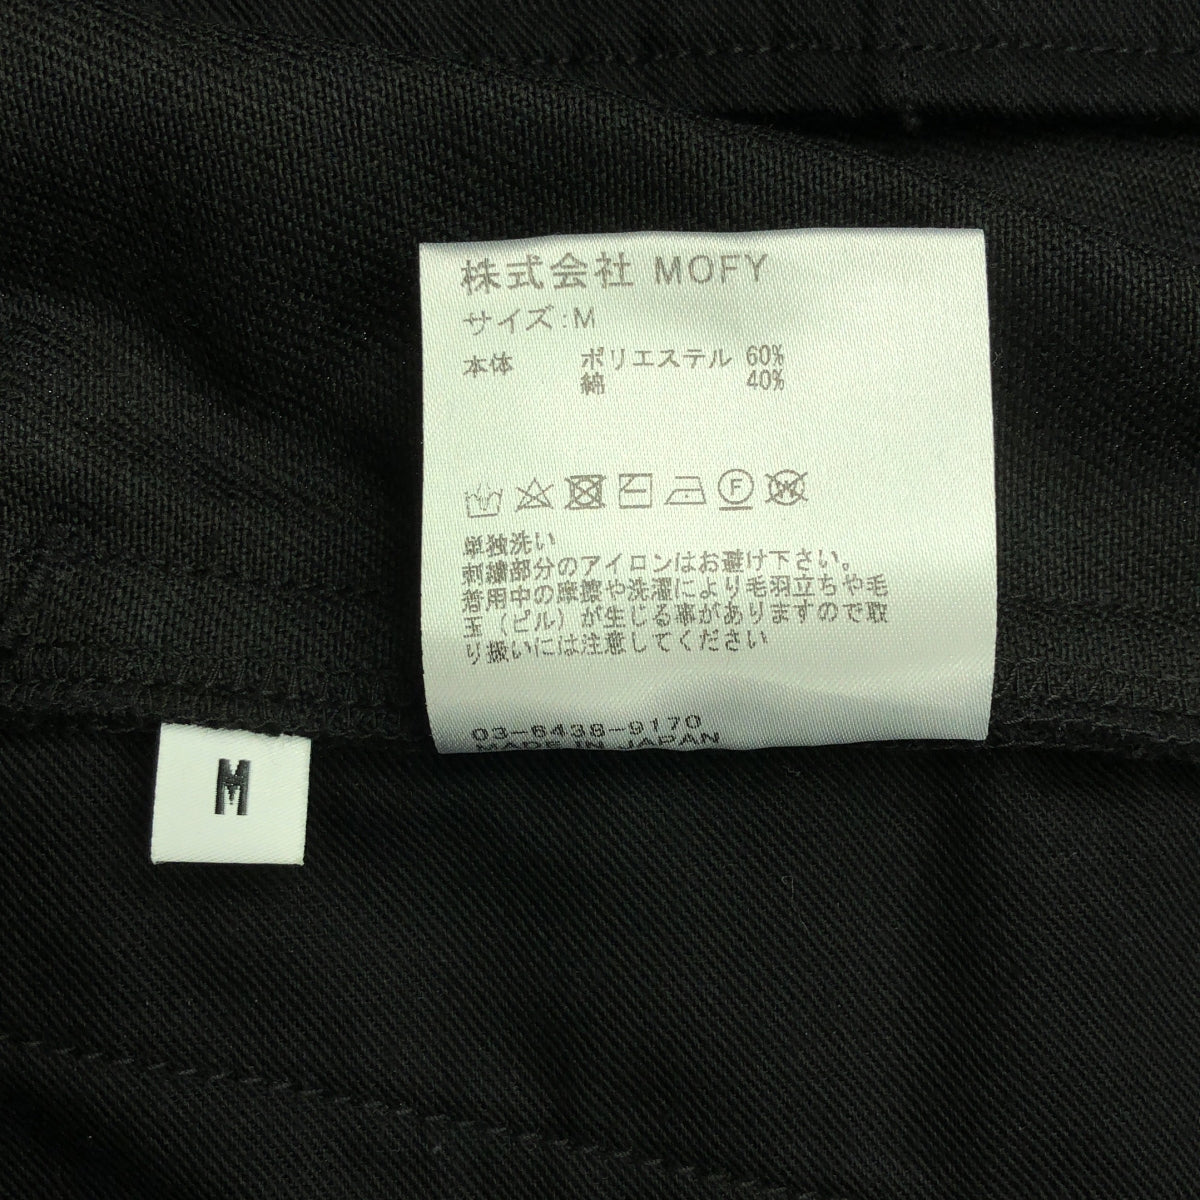 株式会社 MOFY
サイズ:M
本体 ポリエステル 60%
綿 40%
F W
単独洗い
刺繍部分のアイロンはお避け下さい。
着用中の摩擦や洗濯により毛羽立ちや毛
玉(ピル)が生じる事がありますので取
り扱いには注意してください
03-6438-9170
MADE IN JAPAN
M